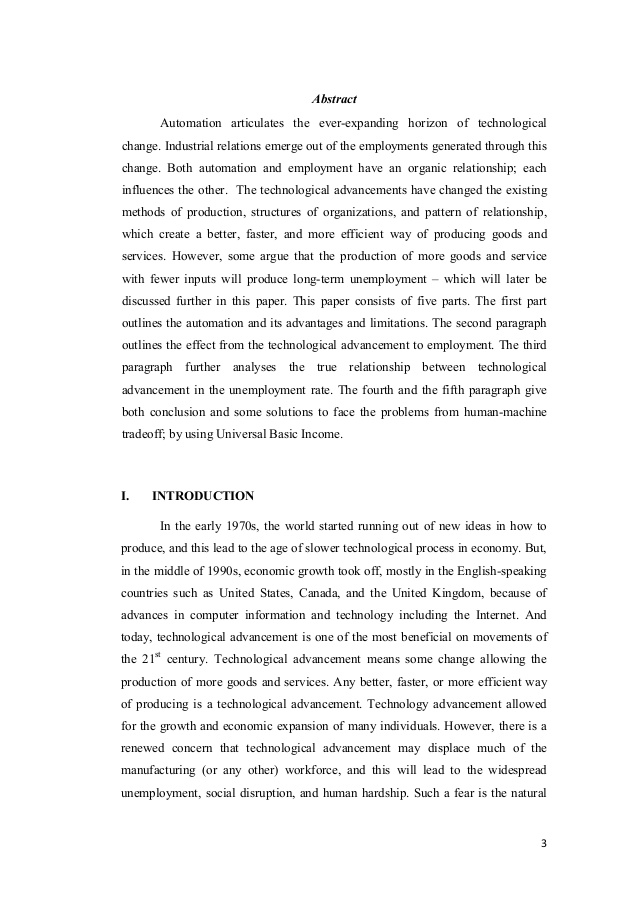 Abstract
Automation articulates the ever-expanding horizon of technological
change. Industrial relations emerge out of the employments generated through this
change. Both automation and employment have an organic relationship; each
influences the other.  The technological advancements have changed the existing
methods of production, structures of organizations, and pattern of relationship,
which create a better, faster, and more efficient way of producing goods and
services. However, some argue that the production of more goods and service
with fewer inputs will produce long-term unemployment – which will later be
discussed further in this paper. This paper consists of five parts. The first part
outlines the automation and its advantages and limitations. The second paragraph
outlines the effect from the technological advancement to employment. The third
paragraph further analyses the true relationship between technological
advancement in the unemployment rate. The fourth and the fifth paragraph give
both conclusion and some solutions to face the problems from human-machine
tradeoff; by using Universal Basic Income.
I. INTRODUCTION
In the early 1970s, the world started running out of new ideas in how to
produce, and this lead to the age of slower technological process in economy. But,
in the middle of 1990s, economic growth took off, mostly in the English-speaking
countries such as United States, Canada, and the United Kingdom, because of
advances in computer information and technology including the Internet. And
today, technological advancement is one of the most beneficial on movements of
the 21st century. Technological advancement means some change allowing the
production of more goods and services. Any better, faster, or more efficient way
of producing is a technological advancement. Technology advancement allowed
for the growth and economic expansion of many individuals. However, there is a
renewed concern that technological advancement may displace much of the
manufacturing (or any other) workforce, and this will lead to the widespread
unemployment, social disruption, and human hardship. Such a fear is the natural
3